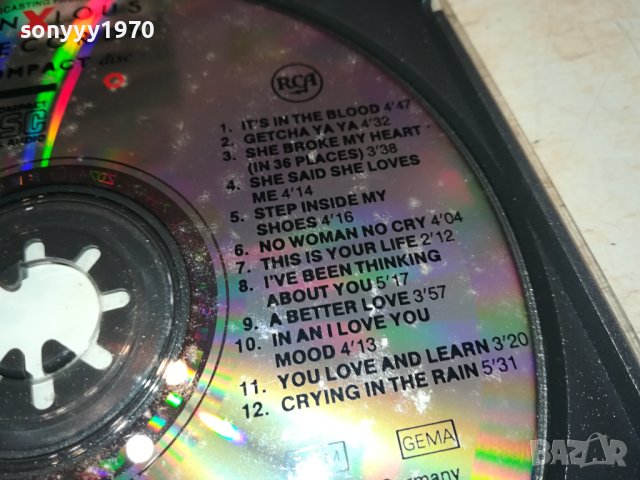 sonyyy1970
COMPACT disc
RCA
1. IT'S IN THE BLOOD 4'47
2. GETCHA YA YA 4'32
3. SHE BROKE MY HEART -
(IN 36 PLACES) 3'38
4. SHE SAID SHE LOVES
ME 4'14
5. STEP INSIDE MY
SHOES 4'16
6. NO WOMAN NO CRY 4'04
7. THIS IS YOUR LIFE 2'12
8. I'VE BEEN THINKING
ABOUT YOU 5'17
9. A BETTER LOVE 3'57
10. IN AN I LOVE YOU
MOOD 4'13
11. YOU LOVE AND LEARN 3'20
12. CRYING IN THE RAIN 5'31
GEMA
Germany
BAZAR